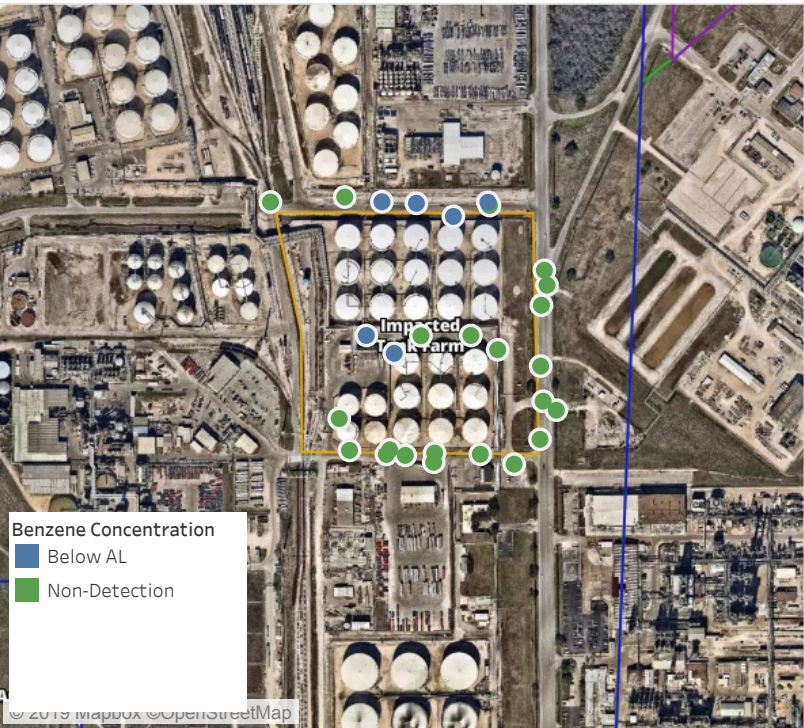 Impacted
Tank Farm
Benzene Concentration
Below AL
Non-Detection
A
© 2019 Mapbox ©OpenStreetMap